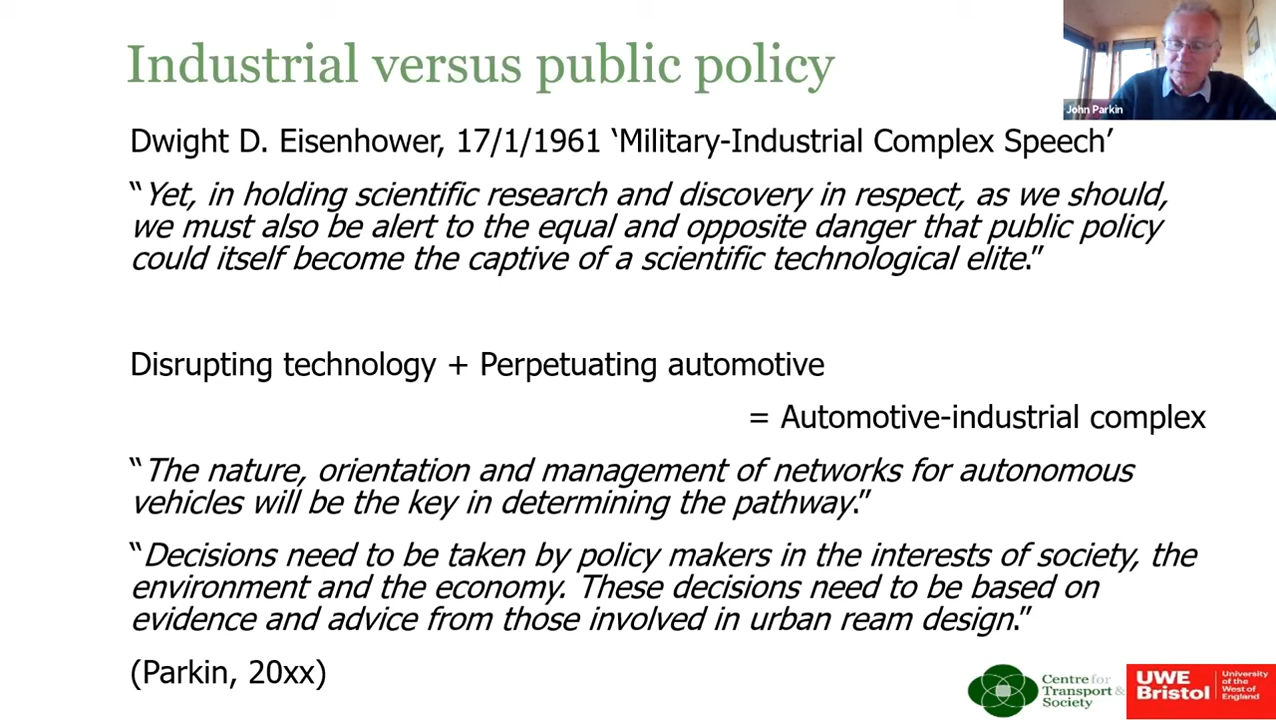 Industrial versus public policy
John Parkin
Dwight D. Eisenhower, 17/1/1961 ‘Military-Industrial Complex Speech’
“Yet, in holding scientific research and discovery in respect, as we should,
we must also be alert to the equal and opposite danger that public policy
could itself become the captive of a scientific technological elite.”
Disrupting technology + Perpetuating automotive
= Automotive-industrial complex
“The nature, orientation and management of networks for autonomous
vehicles will be the key in determining the pathway.”
“Decisions need to be taken by policy makers in the interests of society, the
environment and the economy. These decisions need to be based on
evidence and advice from those involved in urban ream design.”
(Parkin, 20xx)
Centre for
Transport &
Society
UWE
Bristol
University
of the
West of
England